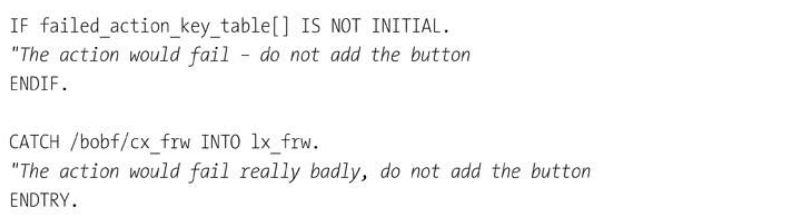 IF failed_action_key_table[] IS NOT INITIAL.
"The action would fail – do not add the button
ENDIF.
CATCH /bobf/cx_frw INTO lx_frw.
"The action would fail really badly, do not add the button
ENDTRY.